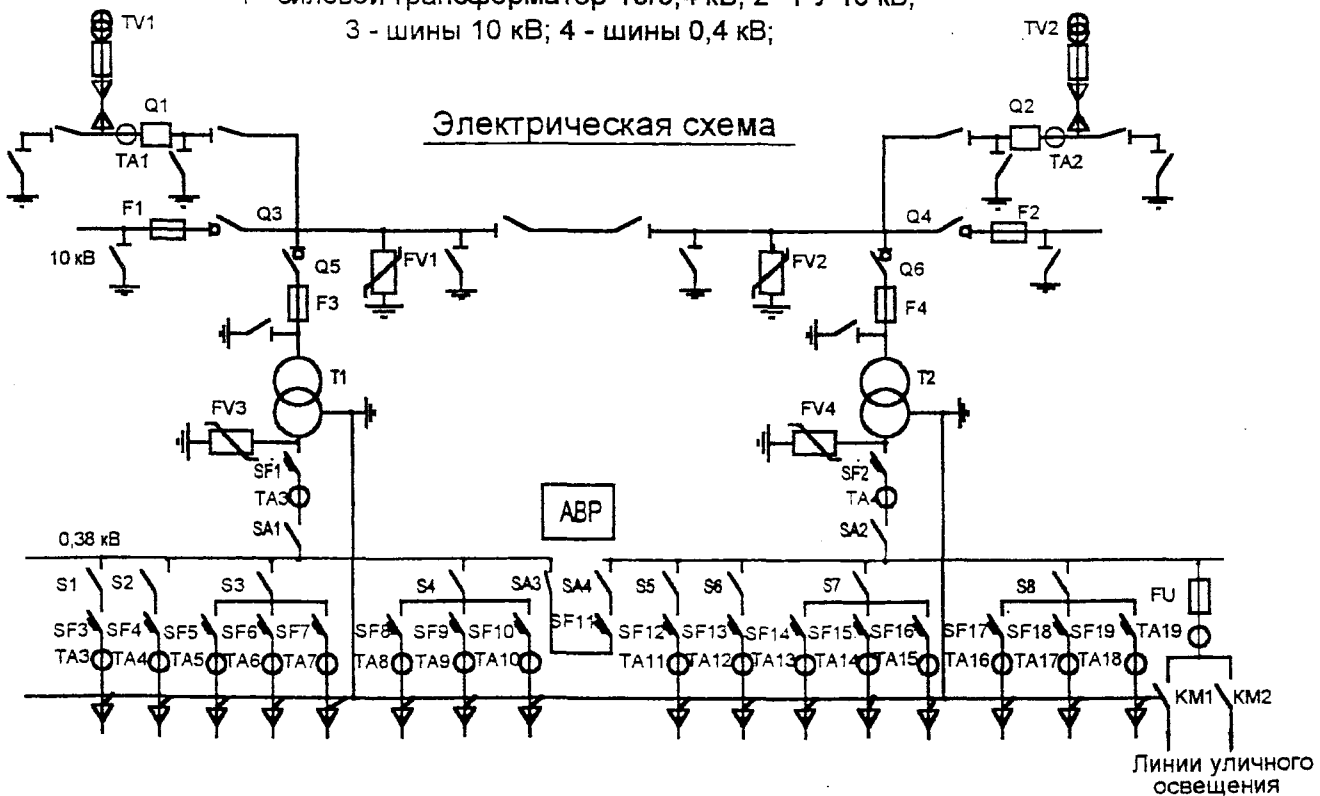 силовой трансформатор
3 - шины 10 кВ; 4 - шины 0,4 кВ;
TV1 TV2
Q1 Q2
Электрическая схема
TA1 TA2
F1 Q3 Q4 F2
10 кВ Q5 FV1 FV2 Q6
F3 F4
T1 T2
FV3 FV4
SF1 SF2
TA3 TA4
АВР
SA1 SA2
0,38 кВ
S1 S2 S3 S4 SA3 SA4 S5 S6 S7 S8 FU
SF3 SF4 SF5 SF6 SF7 SF8 SF9 SF10 SF11 SF12 SF13 SF14 SF15 SF16 SF17 SF18 SF19 TA19
TA3 TA4 TA5 TA6 TA7 TA8 TA9 TA10 TA11 TA12 TA13 TA14 TA15 TA16 TA17 TA18
KM1 KM2
Линии уличного
освещения